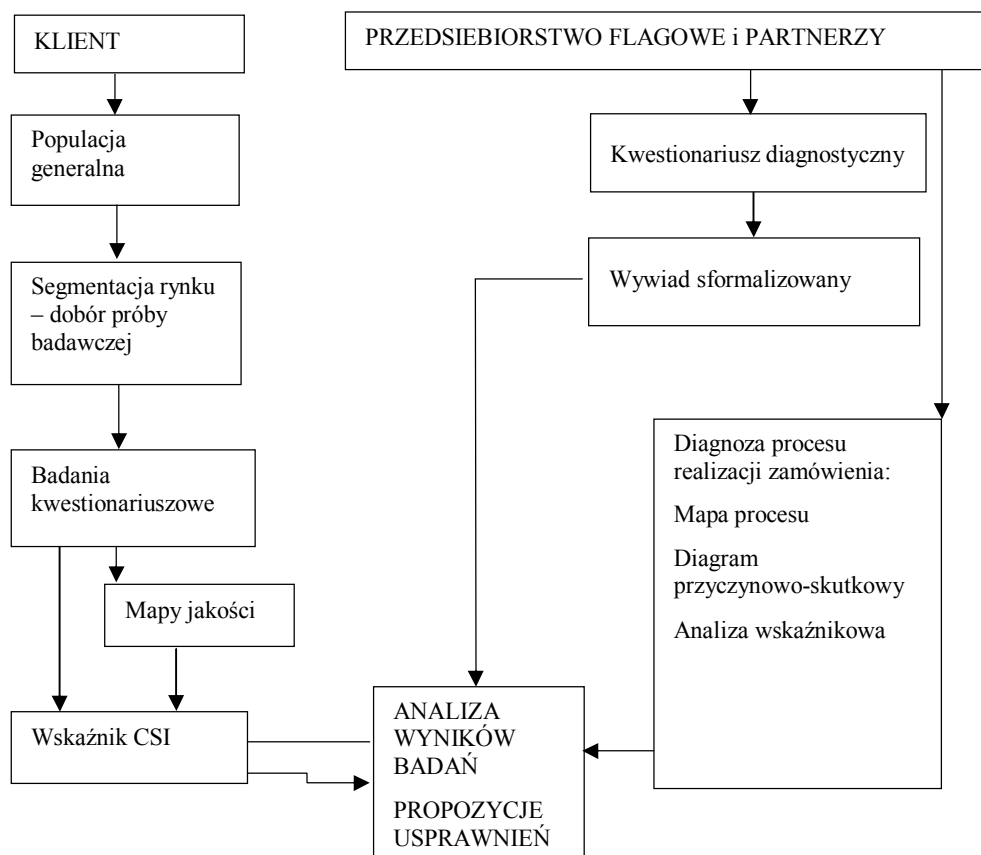 KLIENT
PRZEDSIEBIORSTWO FLAGOWE i PARTNERZY
Populacja
generalna
Kwestionariusz diagnostyczny
Segmentacja rynku
– dobór próby
badawczej
Wywiad sformalizowany
Badania
kwestionariuszowe
Diagnoza procesu
realizacji zamówienia:
Mapa procesu
Diagram
przyczynowo-skutkowy
Analiza wskaźnikowa
Mapy jakości
Wskaźnik CSI
ANALIZA
WYNIKÓW
BADAŃ
PROPOZYCJE
USPRAWNIEŃ